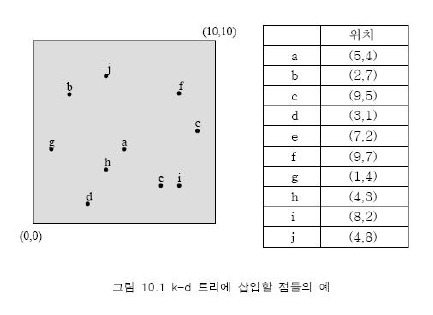 (10,10)
j
b
f
c
g
a
h
e i
d
(0,0)
위치
a (5,4)
b (2,7)
c (9,5)
d (3,1)
e (7,2)
f (9,7)
g (1,4)
h (4,3)
i (8,2)
j (4,8)
그림 10.1 k-d 트리에 삽입할 점들의 예